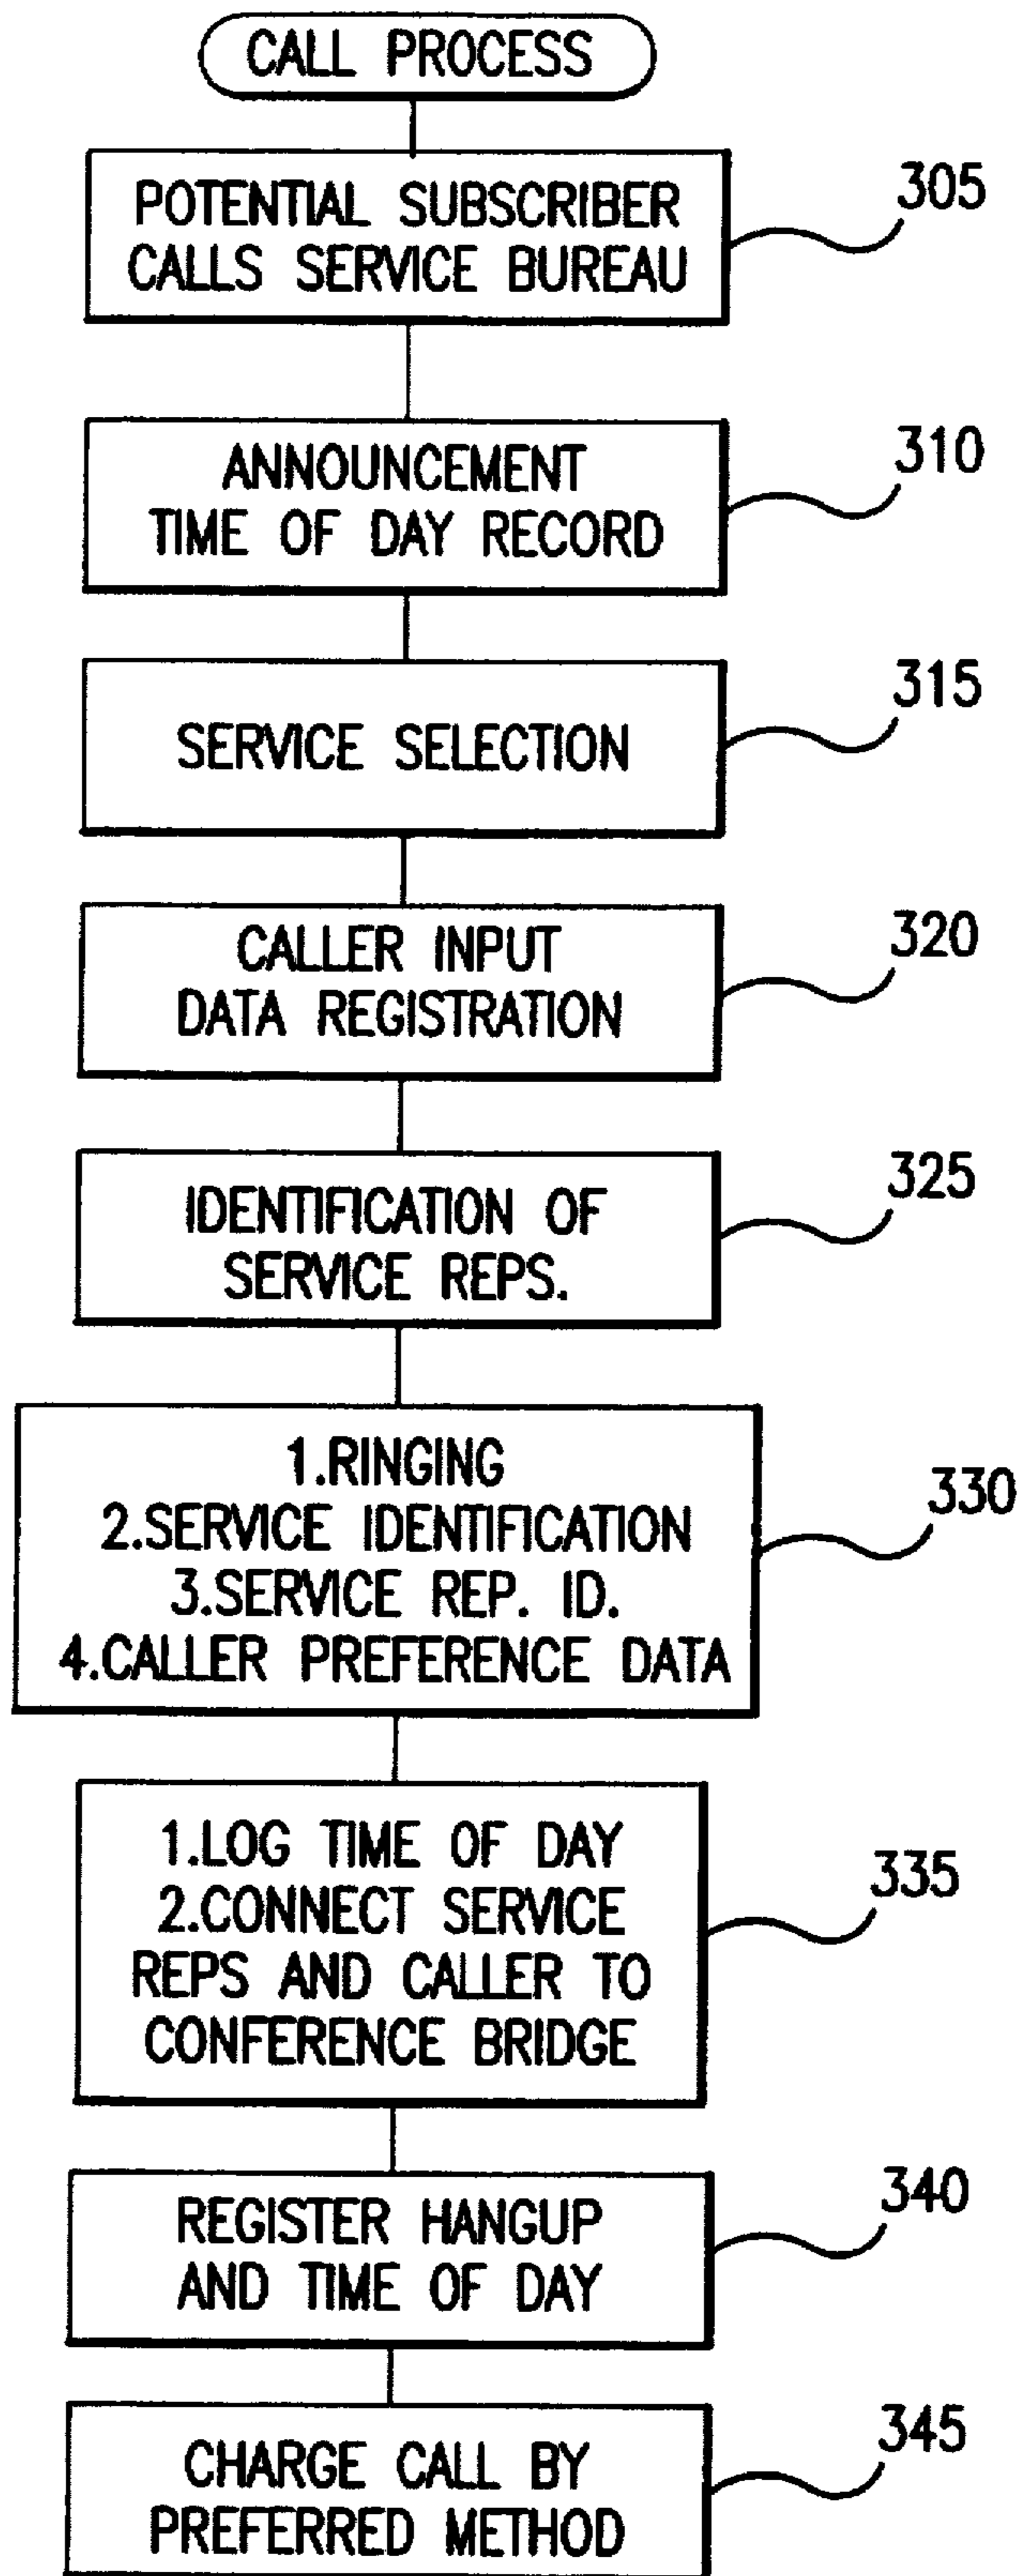 CALL PROCESS
POTENTIAL SUBSCRIBER
CALLS SERVICE BUREAU
305
ANNOUNCEMENT
TIME OF DAY RECORD
310
SERVICE SELECTION
315
CALLER INPUT
DATA REGISTRATION
320
IDENTIFICATION OF
SERVICE REPS.
325
1.RINGING
2.SERVICE IDENTIFICATION
3.SERVICE REP. ID.
4.CALLER PREFERENCE DATA
330
1.LOG TIME OF DAY
2.CONNECT SERVICE
REPS AND CALLER TO
CONFERENCE BRIDGE
335
REGISTER HANGUP
AND TIME OF DAY
340
CHARGE CALL BY
PREFERRED METHOD
345